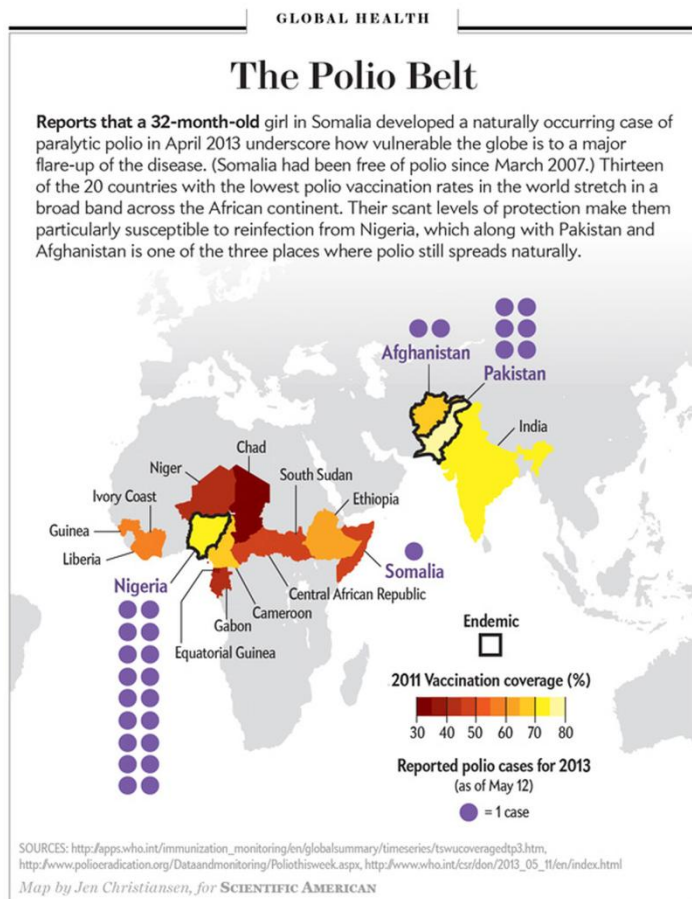 GLOBAL HEALTH
The Polio Belt
Reports that a 32-month-old girl in Somalia developed a naturally occurring case of
paralytic polio in April 2013 underscore how vulnerable the globe is to a major
flare-up of the disease. (Somalia had been free of polio since March 2007.) Thirteen
of the 20 countries with the lowest polio vaccination rates in the world stretch in a
broad band across the African continent. Their scant levels of protection make them
particularly susceptible to reinfection from Nigeria, which along with Pakistan and
Afghanistan is one of the three places where polio still spreads naturally.
Afghanistan
Pakistan
India
Chad
Niger
South Sudan
Ivory Coast
Ethiopia
Guinea
Liberia
Somalia
Nigeria
Central African Republic
Cameroon
Gabon
Equatorial Guinea
Endemic
2011 Vaccination coverage (%)
30 40 50 60 70 80
Reported polio cases for 2013
(as of May 12)
= 1 case
SOURCES: http://apps.who.int/immunization_monitoring/en/globalsummary/timeseries/tswucoveragedtp3.htm,
http://www.polioeradication.org/Dataandmonitoring/Poliothisweek.aspx, http://www.who.int/csr/don/2013_05_11/en/index.html
Map by Jen Christiansen, for SCIENTIFIC AMERICAN